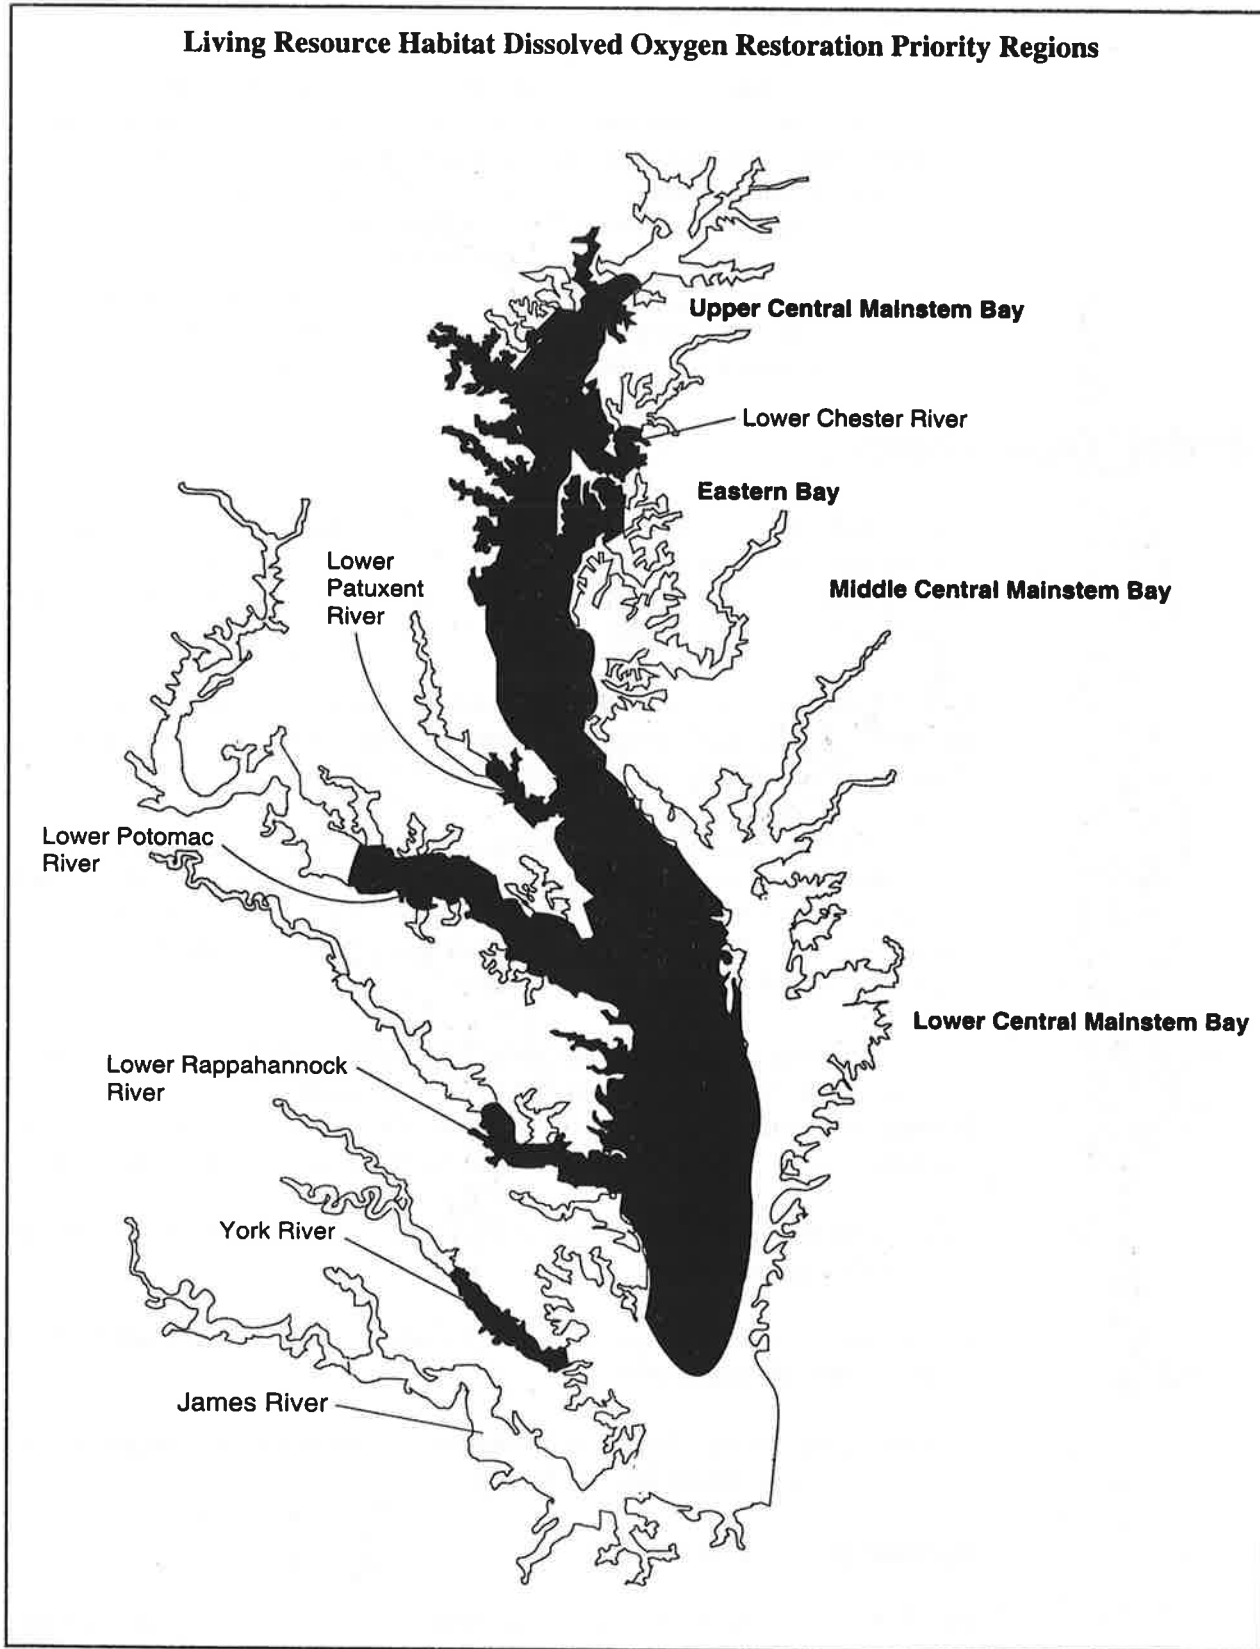 Living Resource Habitat Dissolved Oxygen Restoration Priority Regions
Upper Central Mainstem Bay
Lower Chester River
Eastern Bay
Lower
Patuxent
River
Middle Central Mainstem Bay
Lower Potomac
River
Lower Central Mainstem Bay
Lower Rappahannock
River
York River
James River